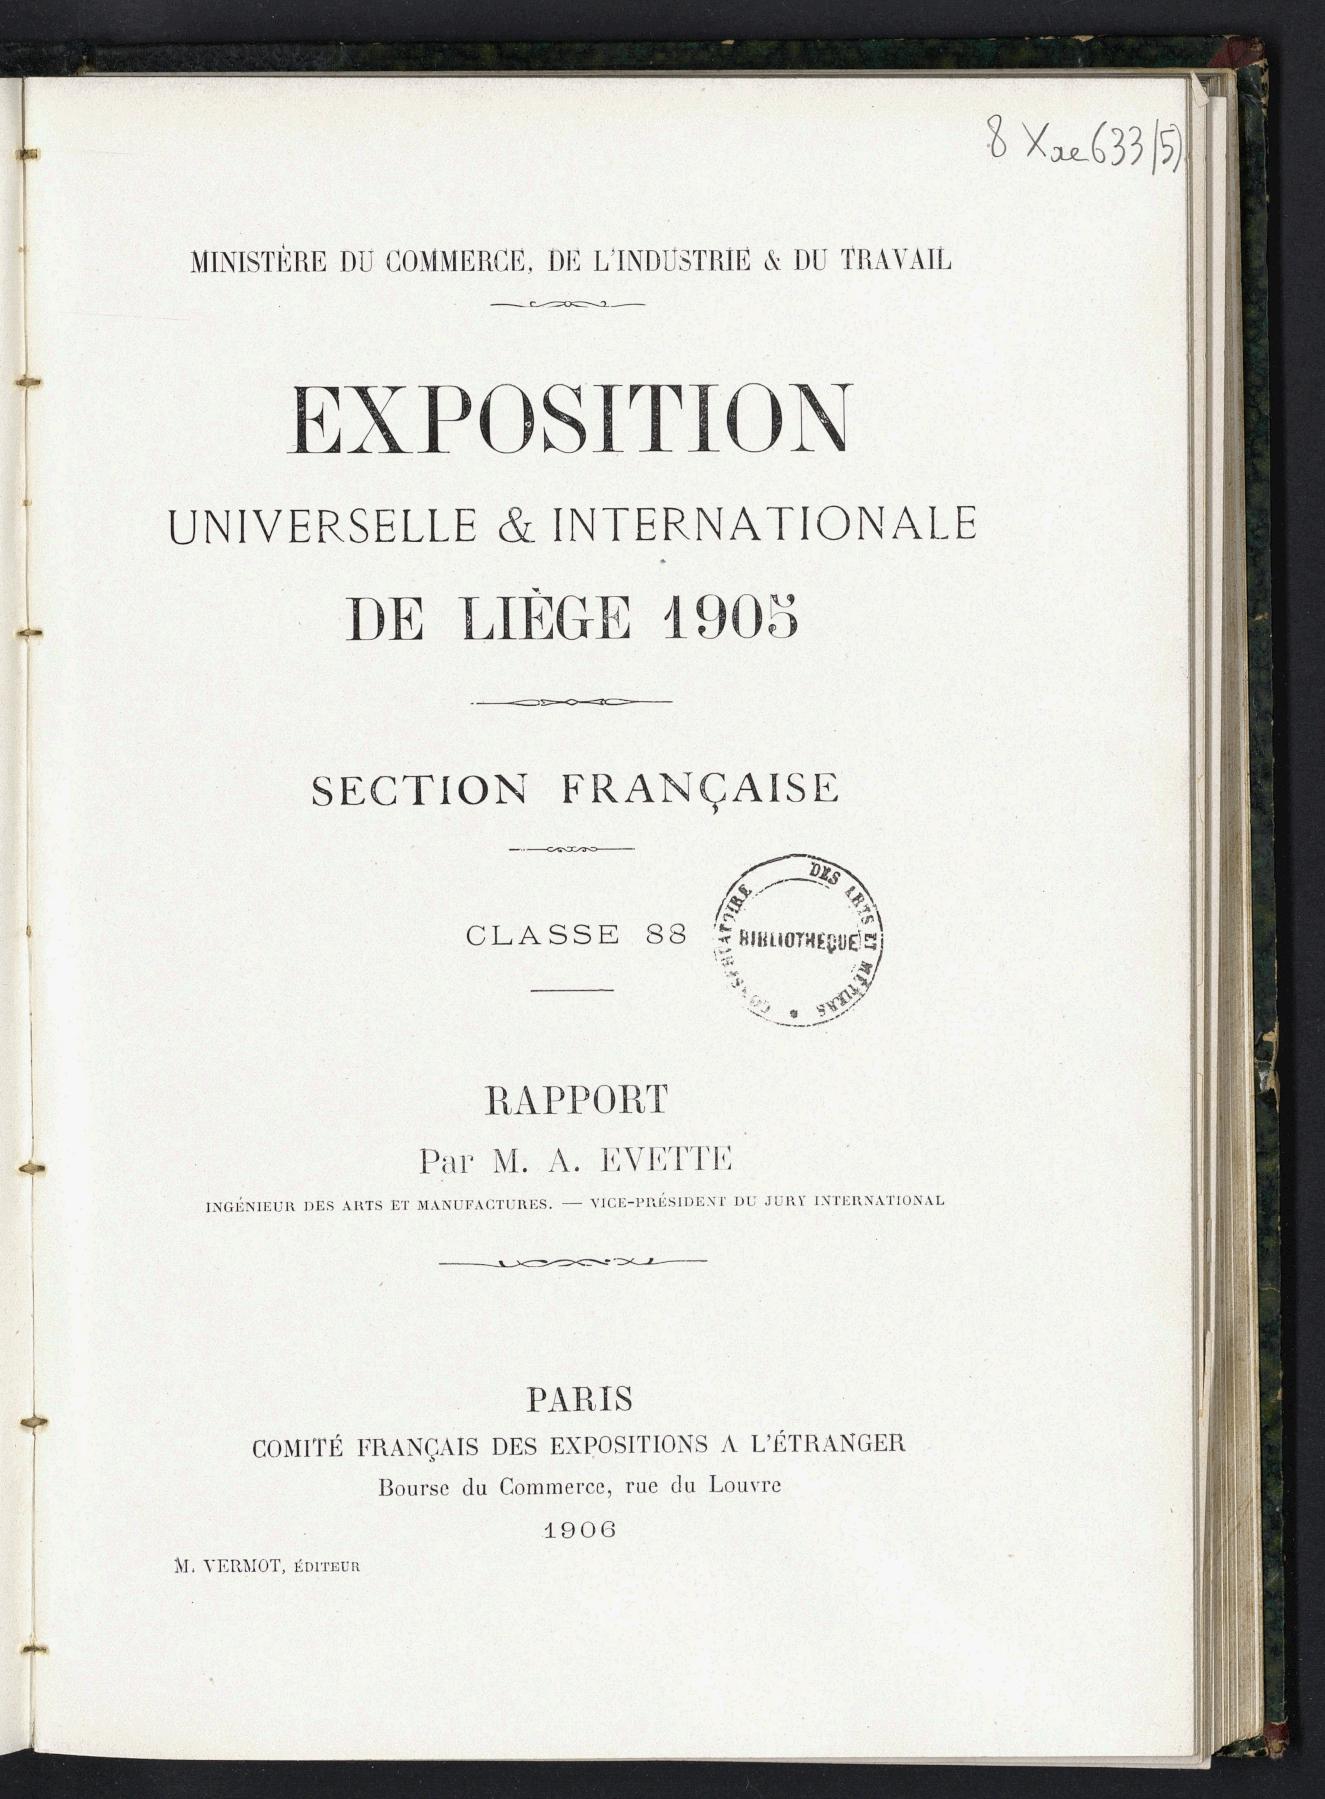 8 Xae 633 (5)
MINISTÈRE DU COMMERCE, DE L'INDUSTRIE & DU TRAVAIL
EXPOSITION
UNIVERSELLE & INTERNATIONALE
DE LIÈGE 1905
SECTION FRANÇAISE
CLASSE 88
CONSERVATOIRE DES ARTS ET METIERS *
BIBLIOTHEQUE
RAPPORT
Par M. A. EVETTE
INGÉNIEUR DES ARTS ET MANUFACTURES. — VICE-PRÉSIDENT DU JURY INTERNATIONAL
PARIS
COMITÉ FRANÇAIS DES EXPOSITIONS A L'ÉTRANGER
Bourse du Commerce, rue du Louvre
1906
M. VERMOT, ÉDITEUR